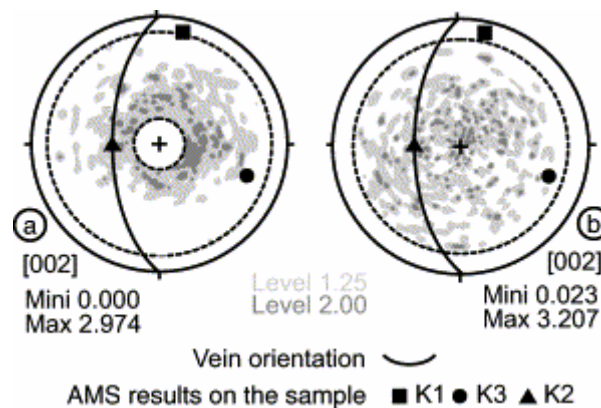 a
b
[002]
[002]
Mini 0.000
Max 2.974
Level 1.25
Level 2.00
Mini 0.023
Max 3.207
Vein orientation
AMS results on the sample ■ K1 ● K3 ▲ K2